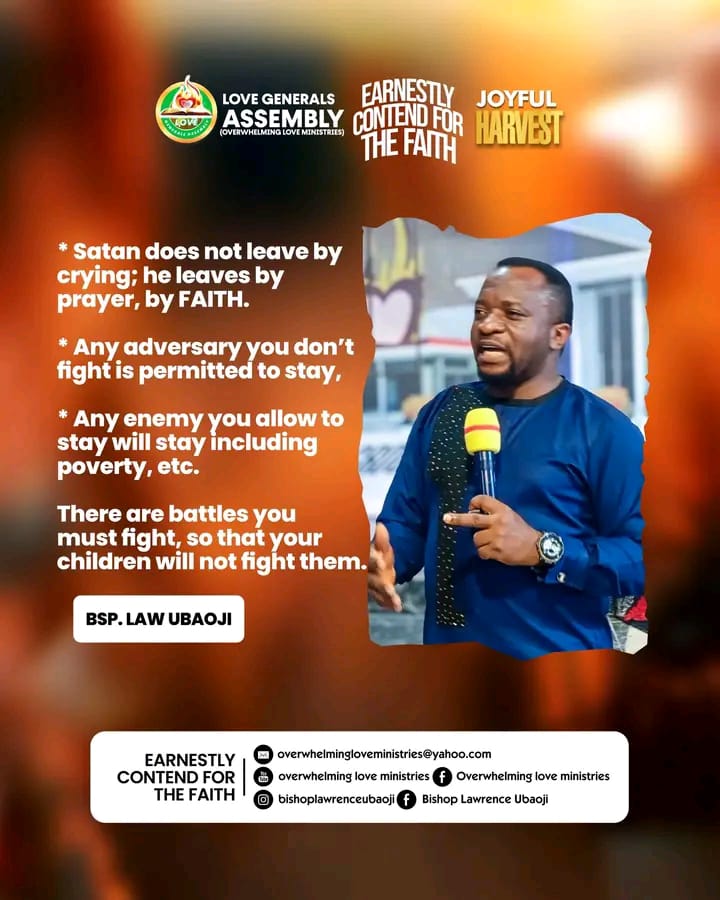 LOVE GENERALS
ASSEMBLY
(OVERWHELMING LOVE MINISTRIES)
LOVE
GENERALS ASSEMBLY
EARNESTLY
CONTEND FOR
THE FAITH
JOYFUL
HARVEST
* Satan does not leave by
crying; he leaves by
prayer, by FAITH.
* Any adversary you don’t
fight is permitted to stay,
* Any enemy you allow to
stay will stay including
poverty, etc.
There are battles you
must fight, so that your
children will not fight them.
BSP. LAW UBAOJI
EARNESTLY
CONTEND FOR
THE FAITH
overwhelmingloveministries@yahoo.com
overwhelming love ministries Overwhelming love ministries
bishoplawrenceubaoji Bishop Lawrence Ubaoji